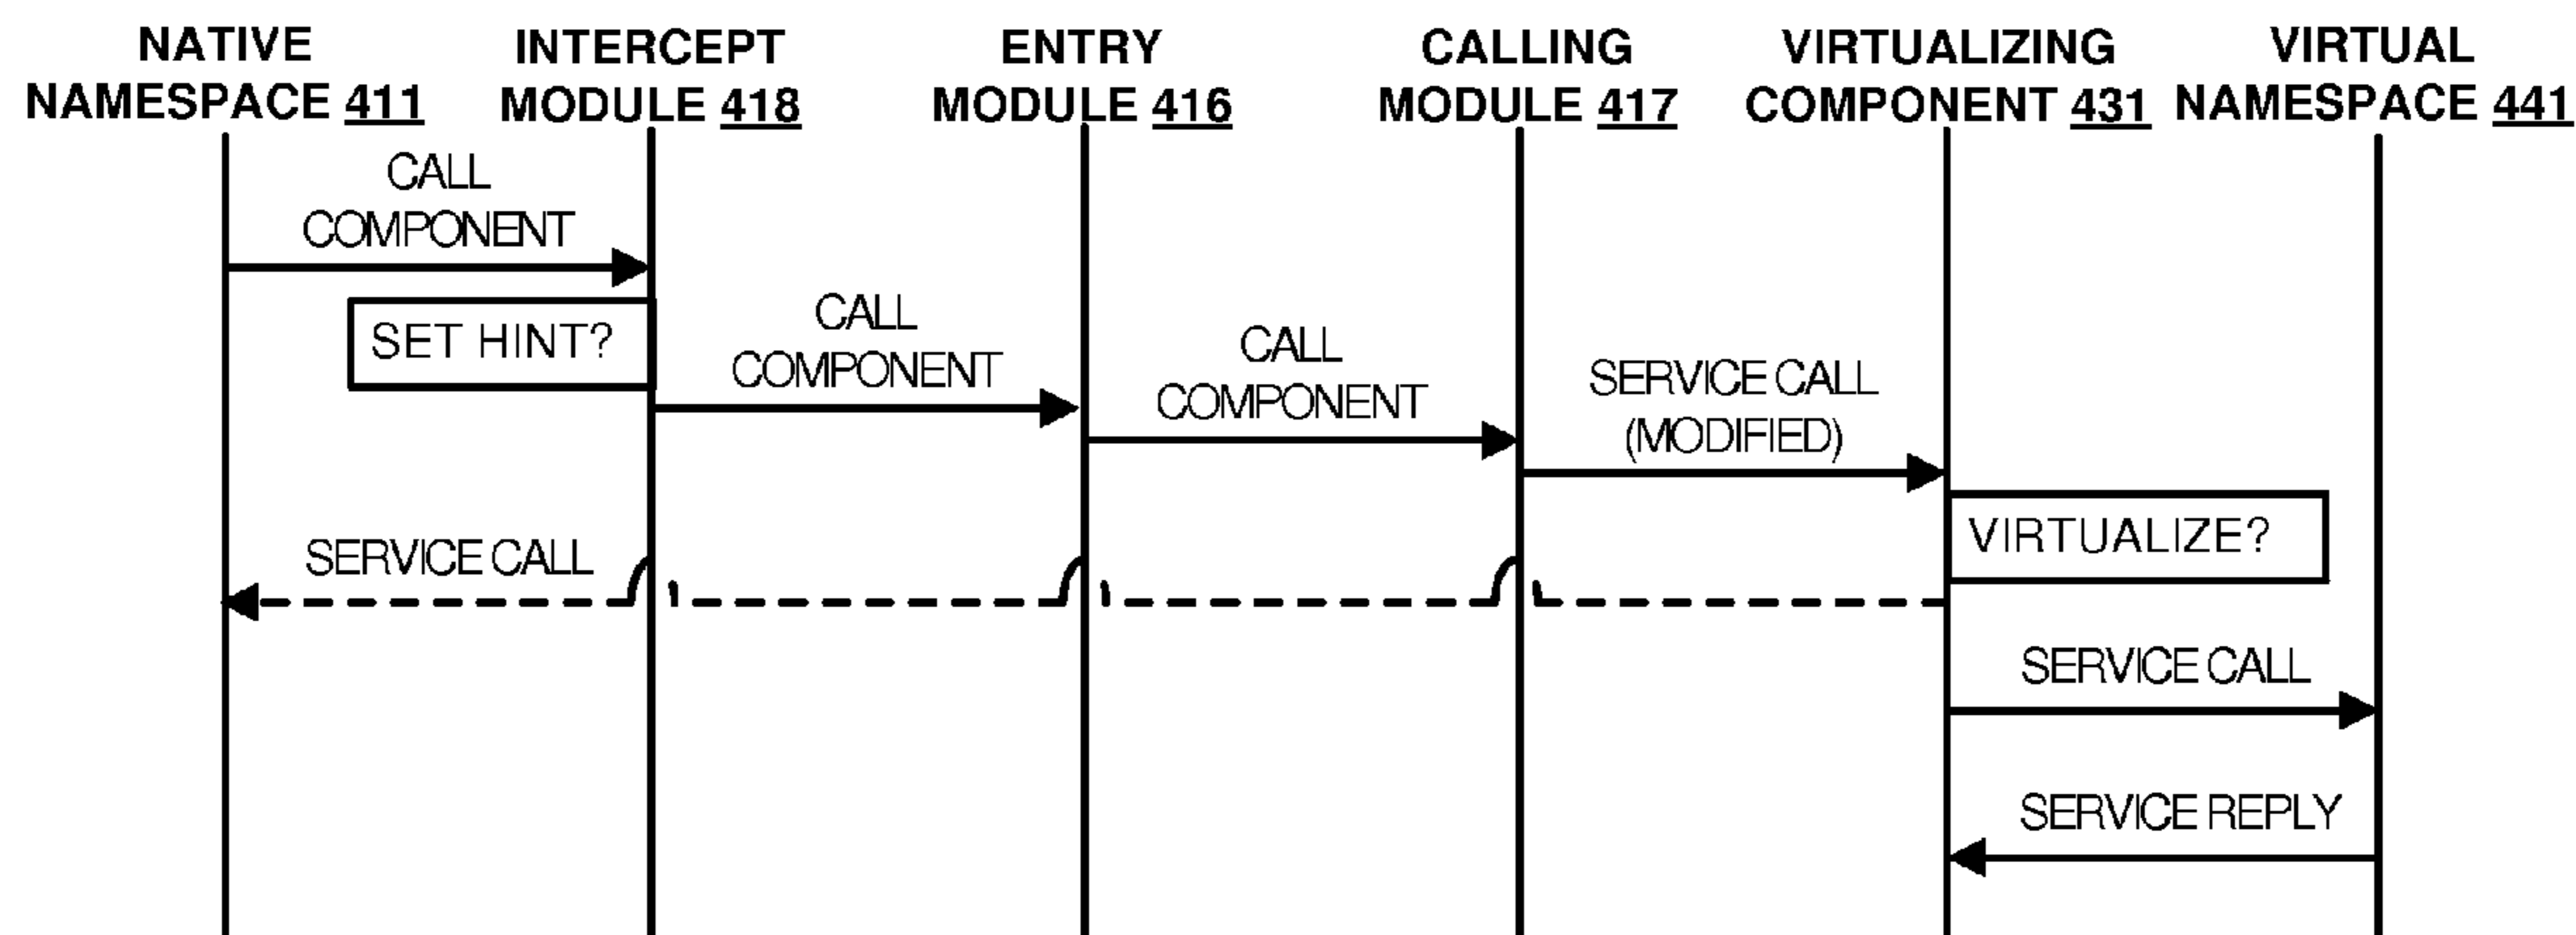 NATIVE
NAMESPACE 411
INTERCEPT
MODULE 418
ENTRY
MODULE 416
CALLING
MODULE 417
VIRTUALIZING
COMPONENT 431
VIRTUAL
NAMESPACE 441
CALL
COMPONENT
SET HINT?
CALL
COMPONENT
CALL
COMPONENT
SERVICE CALL
(MODIFIED)
VIRTUALIZE?
SERVICE CALL
SERVICE CALL
SERVICE REPLY